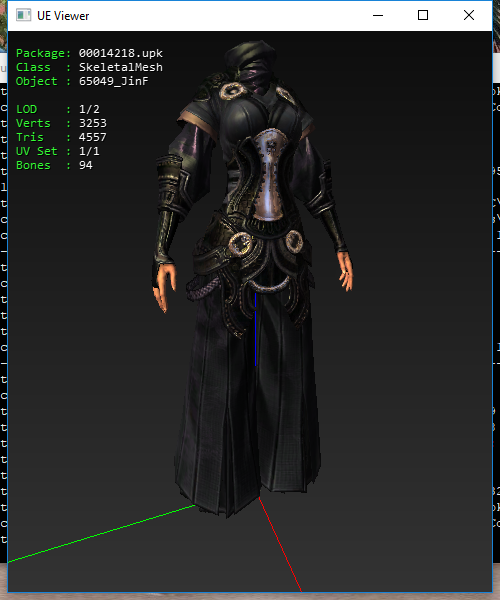 UE Viewer
Package: 00014218.upk
Class  : SkeletalMesh
Object : 65049_JinF
LOD    : 1/2
Verts  : 3253
Tris   : 4557
UV Set : 1/1
Bones  : 94